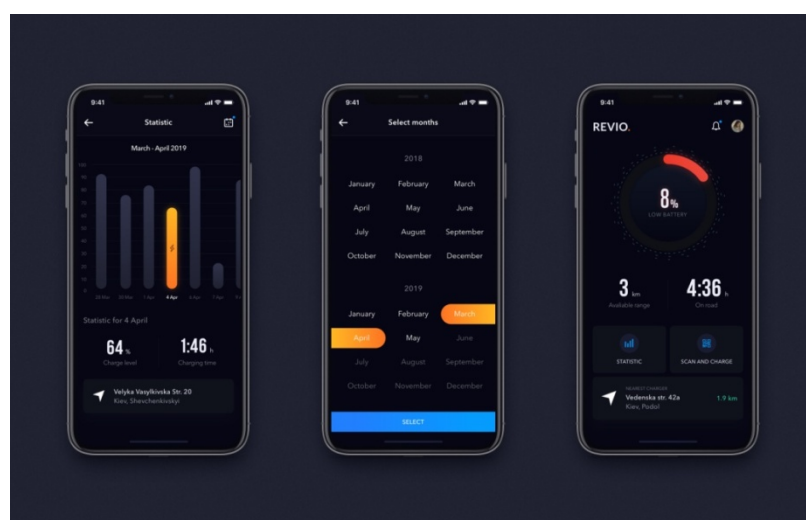 9:41
Statistic
March - April 2019
100
90
80
70
60
50
40
30
20
10
0
4 Apr 6 Apr 7 Apr
Statistic for 4 April
64 % 1:46 h
Charge level Charging time
Velyka Vasylkivska Str. 20
Kiev, Shevchenkivskyi
9:41
Select months
2018
January February March
April May June
July August September
October November December
2019
January February March
April May June
July August September
October November December
SELECT
9:41
REVIO.
8%
LOW BATTERY
3 km 4:36 h
Available range On road
STATISTIC SCAN AND CHARGE
NEAREST CHARGER
Vedenska str. 42a 1.9 km
Kiev, Podol